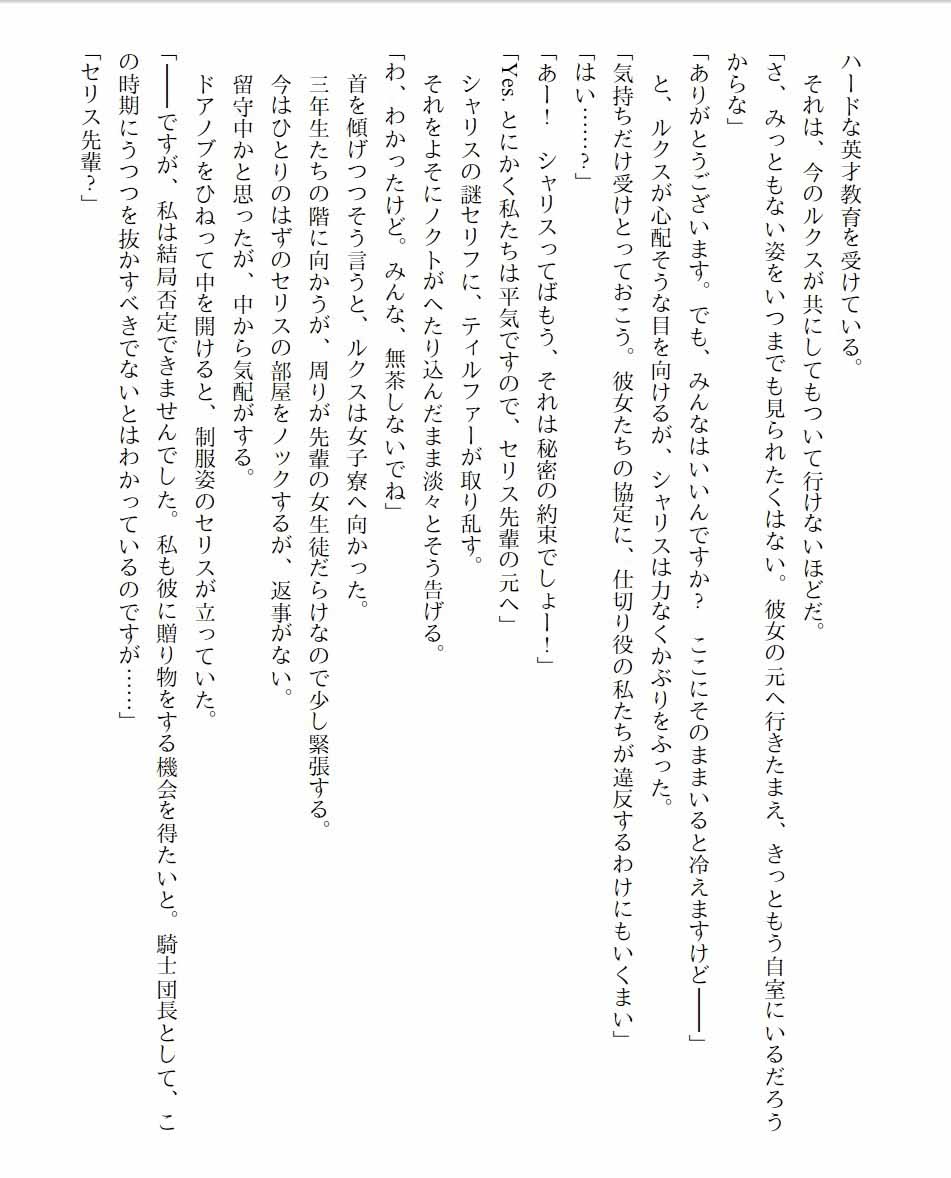 ハードな英才教育を受けている。
　それは、今のルクスが共にしてもついて行けないほどだ。
「さ、みっともない姿をいつまでも見られたくはない。彼女の元へ行きたまえ、きっともう自室にいるだろう
からな」
「ありがとうございます。でも、みんなはいいんですか？　ここにそのままいると冷えますけど――」
　と、ルクスが心配そうな目を向けるが、シャリスは力なくかぶりをふった。
「気持ちだけ受けとっておこう。彼女たちの協定に、仕切り役の私たちが違反するわけにもいくまい」
「はい………？」
「あー！　シャリスってばもう、それは秘密の約束でしょー！」
「Yes. とにかく私たちは平気ですので、セリス先輩の元へ」
　シャリスの謎セリフに、ティルファーが取り乱す。
　それをよそにノクトがへたり込んだまま淡々とそう告げる。
「わ、わかったけど。みんな、無茶しないでね」
　首を傾げつつそう言うと、ルクスは女子寮へ向かった。
　三年生たちの階に向かうが、周りが先輩の女生徒だらけなので少し緊張する。
　今はひとりのはずのセリスの部屋をノックするが、返事がない。
　留守中かと思ったが、中から気配がする。
　ドアノブをひねって中を開けると、制服姿のセリスが立っていた。
「――ですが、私は結局否定できませんでした。私も彼に贈り物をする機会を得たいと。騎士団長として、こ
の時期にうつつを抜かすべきでないとはわかっているのですが……」
「セリス先輩？」